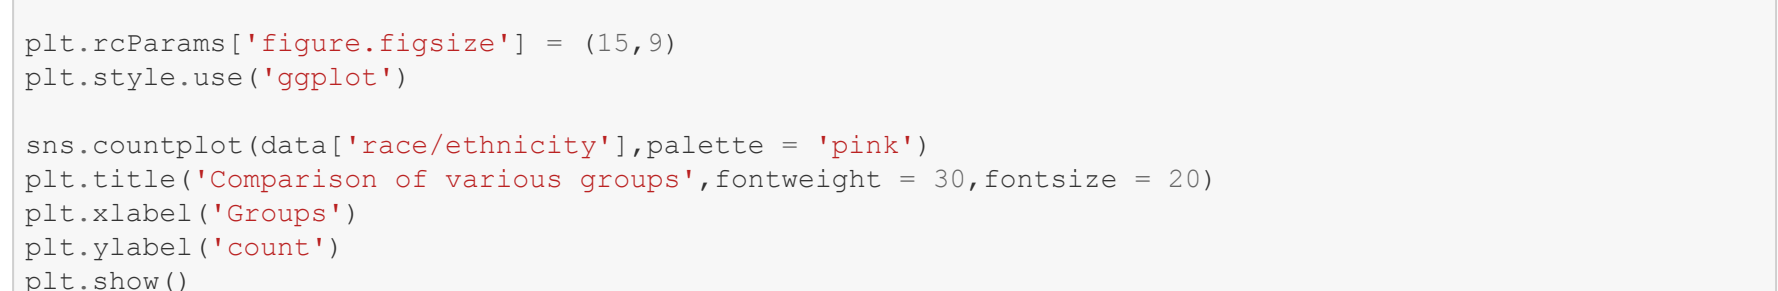 plt.rcParams['figure.figsize'] = (15,9)
plt.style.use('ggplot')
sns.countplot(data['race/ethnicity'],palette = 'pink')
plt.title('Comparison of various groups',fontweight = 30,fontsize = 20)
plt.xlabel('Groups')
plt.ylabel('count')
plt.show()